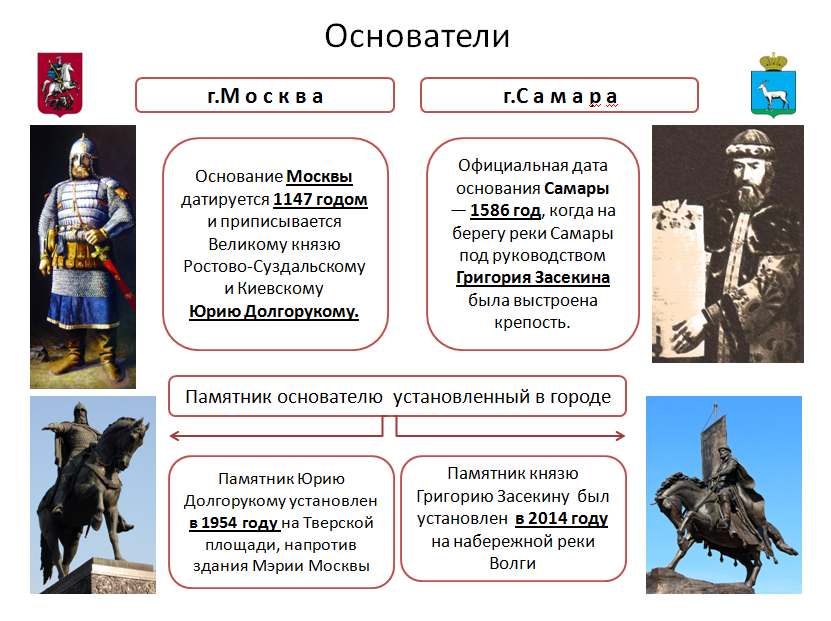 Основатели
г.М о с к в а
г.С а м а р а
Основание Москвы
датируется 1147 годом
и приписывается
Великому князю
Ростово-Суздальскому
и Киевскому
Юрию Долгорукому.
Официальная дата
основания Самары
— 1586 год, когда на
берегу реки Самары
под руководством
Григория Засекина
была выстроена
крепость.
Памятник основателю  установленный в городе
Памятник Юрию
Долгорукому установлен
в 1954 году на Тверской
площади, напротив
здания Мэрии Москвы
Памятник князю
Григорию Засекину  был
установлен  в 2014 году
на набережной реки
Волги